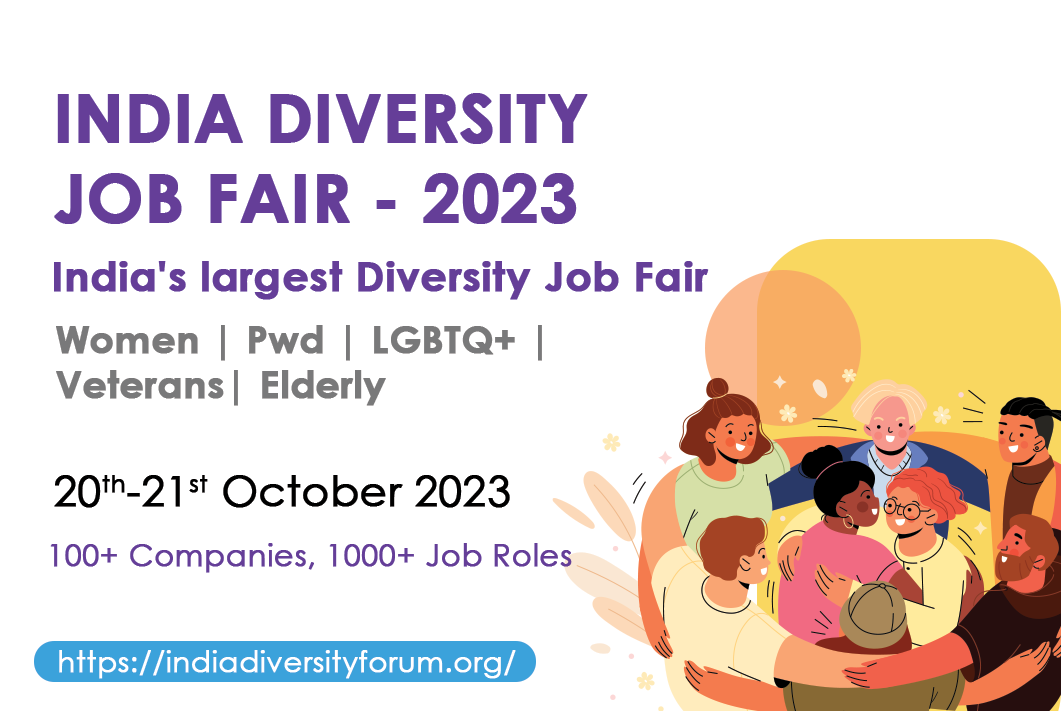 INDIA DIVERSITY
JOB FAIR - 2023
India's largest Diversity Job Fair
Women | Pwd | LGBTQ+ |
Veterans| Elderly
20th-21st October 2023
100+ Companies, 1000+ Job Roles
https://indiadiversityforum.org/